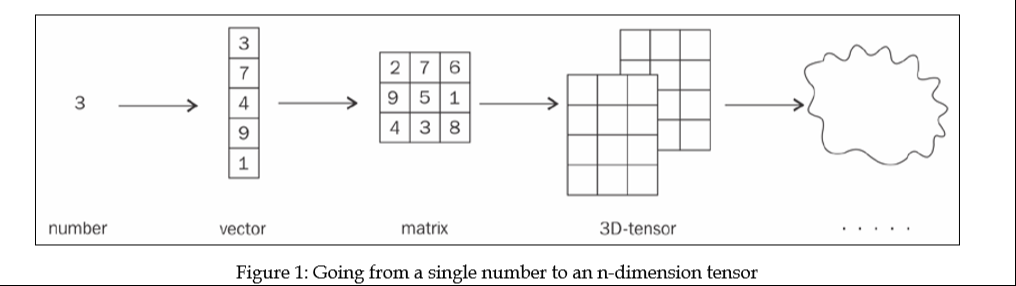 3
3
7
4
9
1
2 7 6
9 5 1
4 3 8
number
vector
matrix
3D-tensor
. . . . .
Figure 1: Going from a single number to an n-dimension tensor